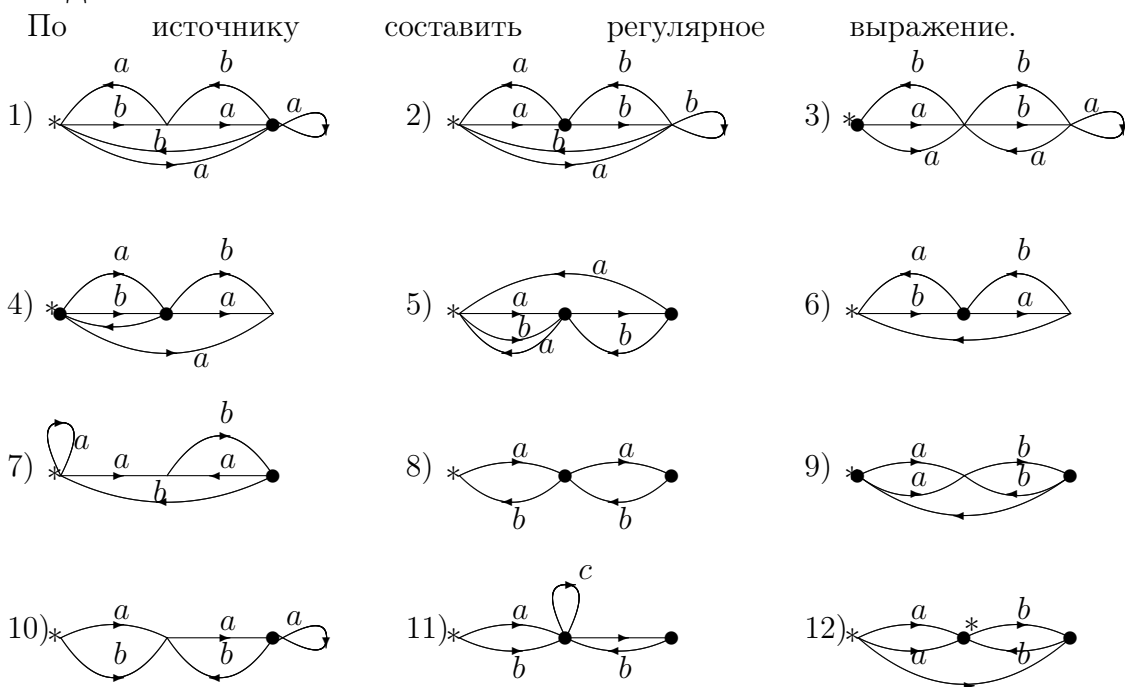 По источнику составить регулярное выражение.
a b a b b b
1) * b a a 2) * a b b 3) * a b a
b b a a
a a
a b a a b
4) * b a 5) * a 6) * b a
b a b
a
b
a b
7) * a a 8) * a a 9) * a b
b b b a b
c
10) * a a a 11) * a 12) * a * b
b b b b a b